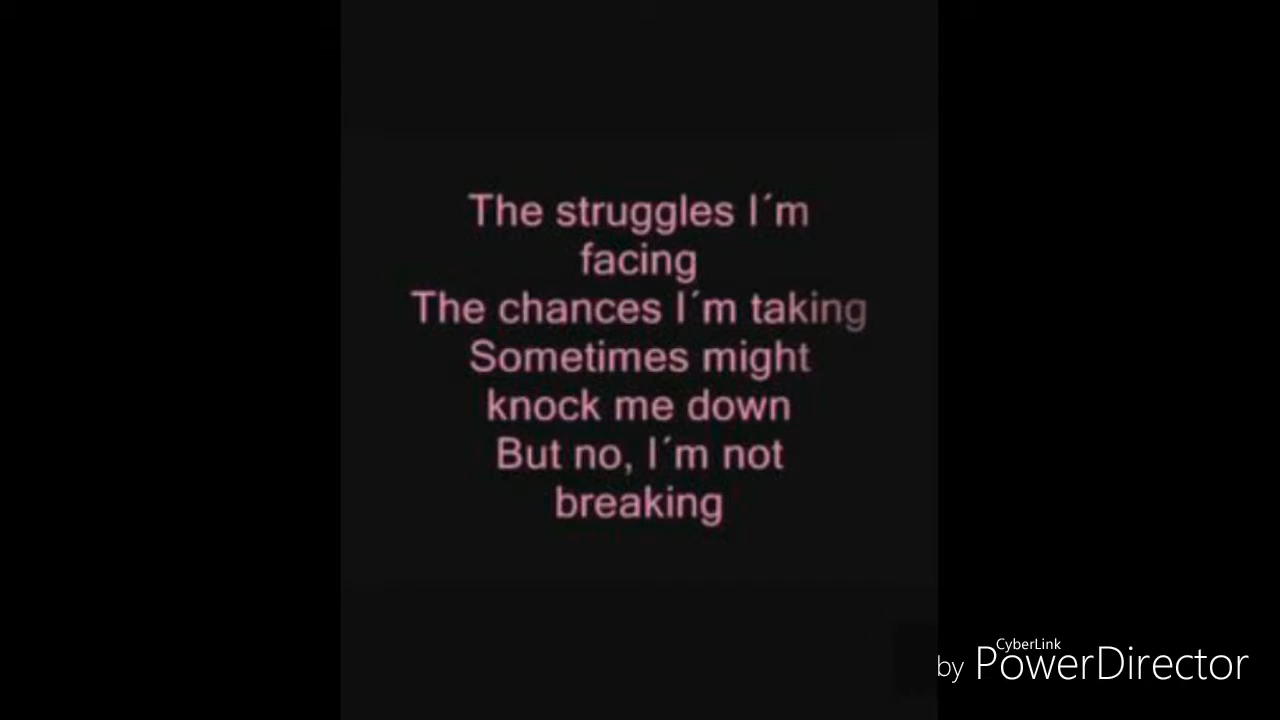 The struggles I´m
facing
The chances I´m taking
Sometimes might
knock me down
But no, I´m not
breaking
CyberLink
by PowerDirector